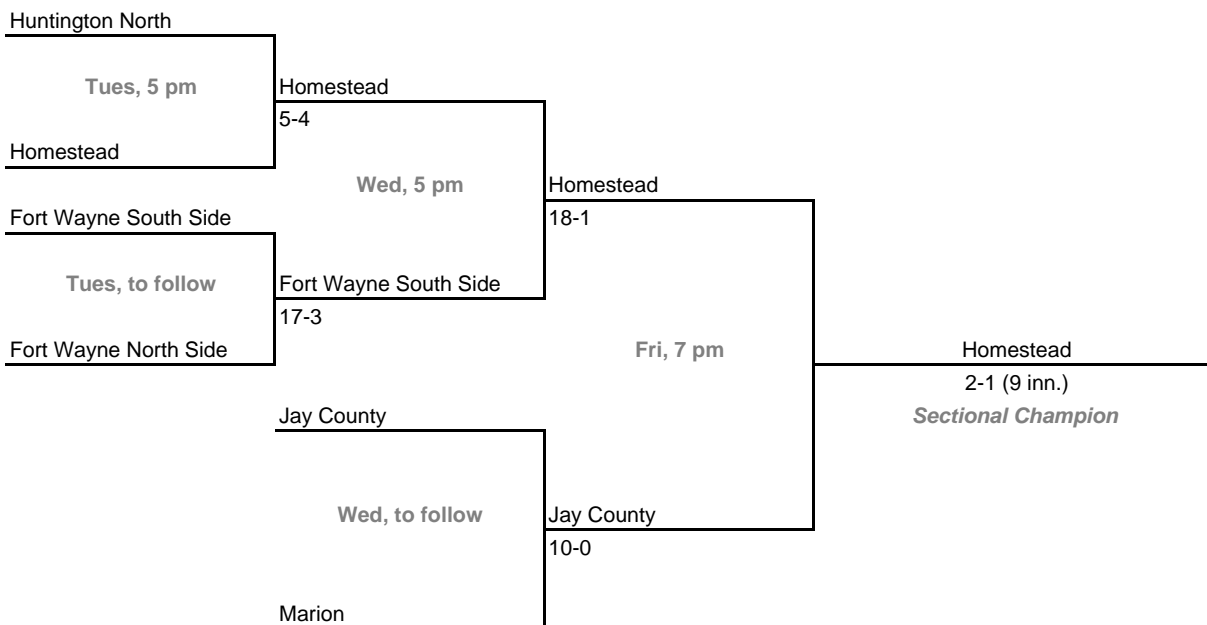 Huntington North
Tues, 5 pm
Homestead
5-4
Homestead
Wed, 5 pm
Homestead
18-1
Fort Wayne South Side
Tues, to follow
Fort Wayne South Side
17-3
Fort Wayne North Side
Fri, 7 pm
Homestead
2-1 (9 inn.)
Sectional Champion
Jay County
Wed, to follow
Jay County
10-0
Marion